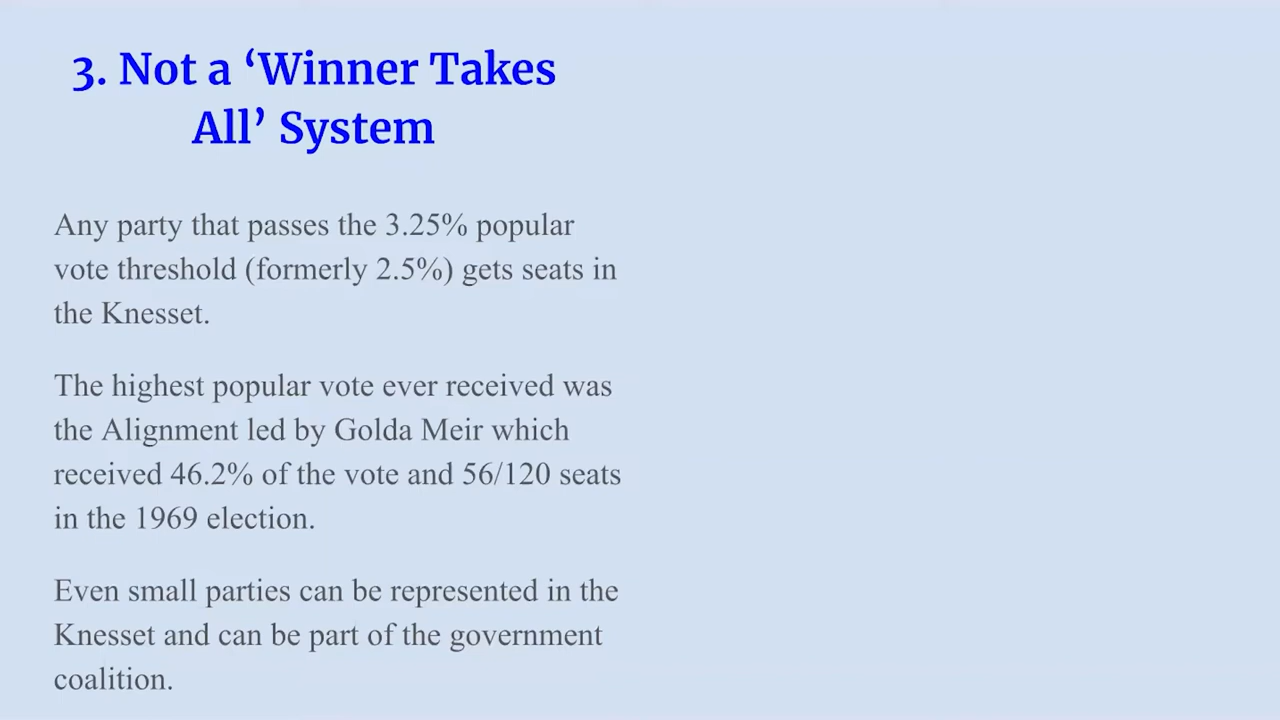 3. Not a ‘Winner Takes
All’ System
Any party that passes the 3.25% popular
vote threshold (formerly 2.5%) gets seats in
the Knesset.
The highest popular vote ever received was
the Alignment led by Golda Meir which
received 46.2% of the vote and 56/120 seats
in the 1969 election.
Even small parties can be represented in the
Knesset and can be part of the government
coalition.